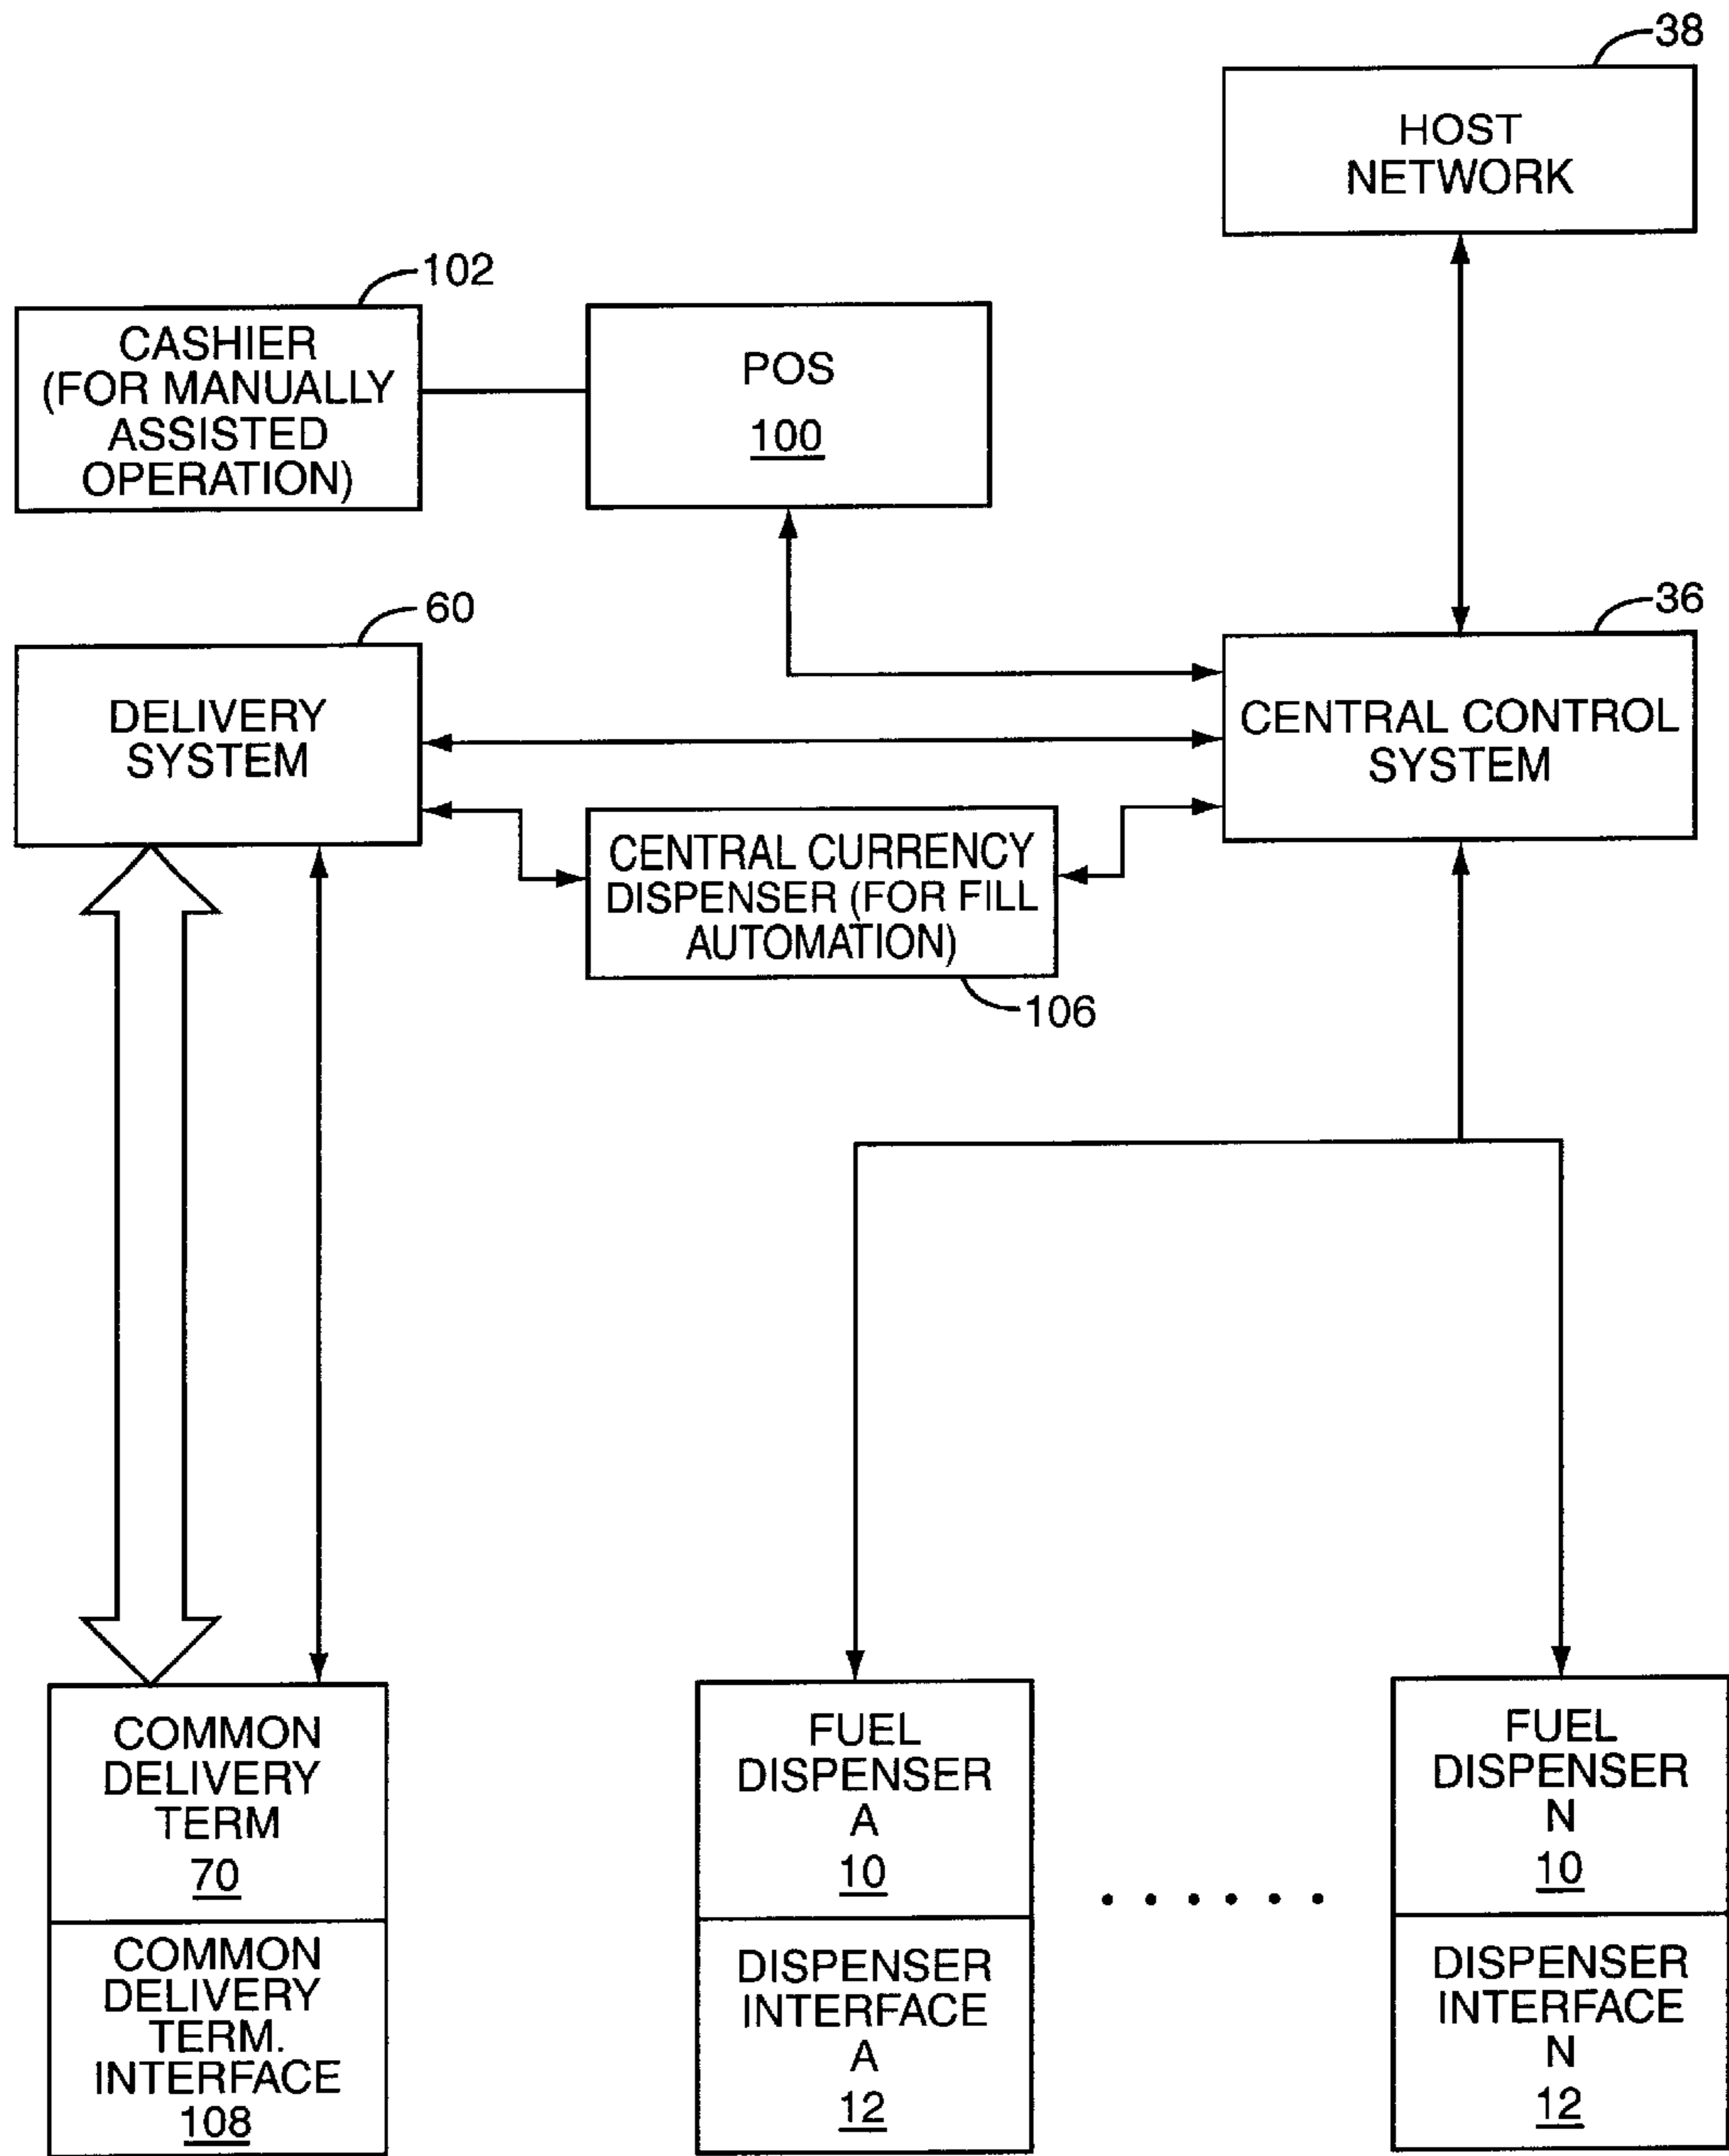 38
HOST
NETWORK
102
CASHIER
(FOR MANUALLY
ASSISTED
OPERATION)
POS
100
60
DELIVERY
SYSTEM
36
CENTRAL CONTROL
SYSTEM
CENTRAL CURRENCY
DISPENSER (FOR FILL
AUTOMATION)
106
COMMON
DELIVERY
TERM
70
COMMON
DELIVERY
TERM.
INTERFACE
108
FUEL
DISPENSER
A
10
DISPENSER
INTERFACE
A
12
FUEL
DISPENSER
N
10
DISPENSER
INTERFACE
N
12